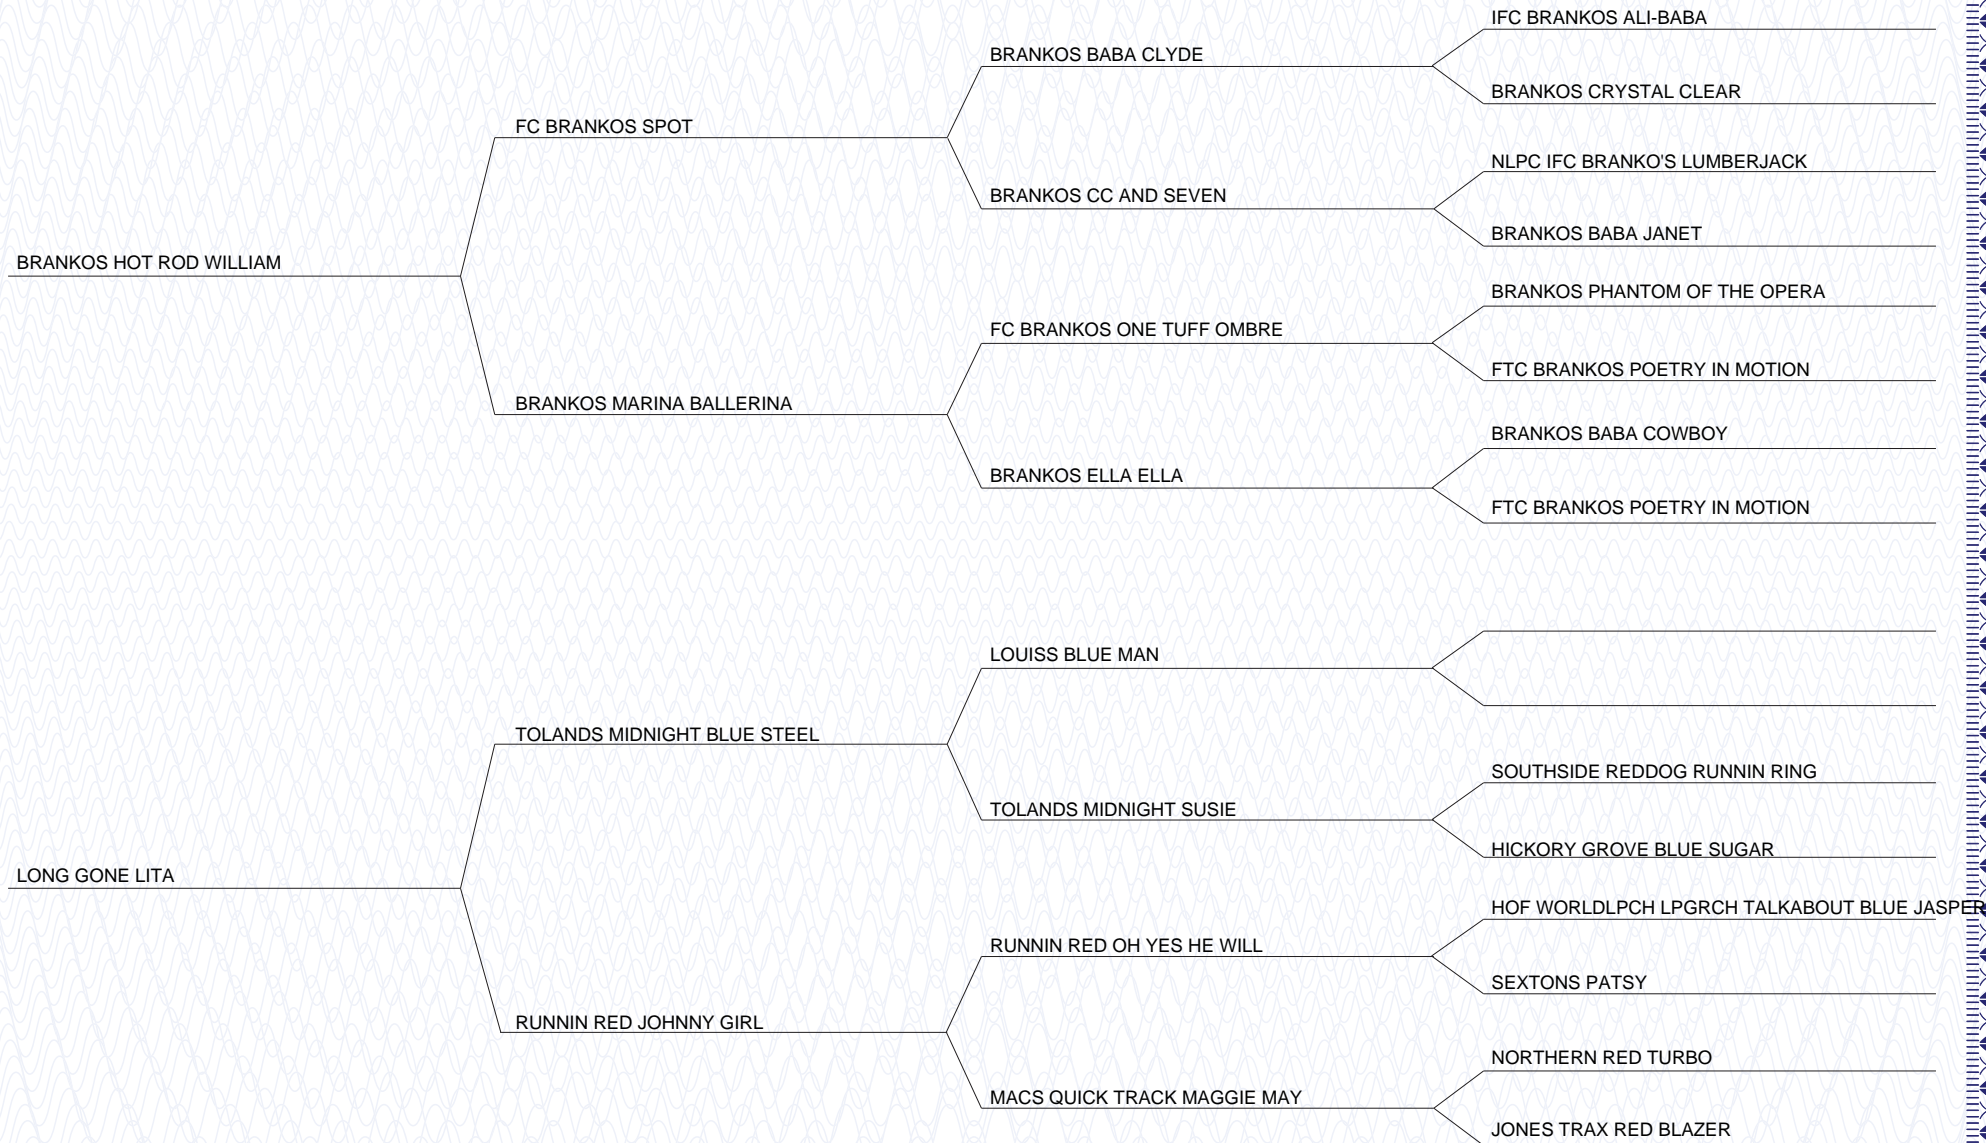 IFC BRANKOS ALI-BABA
BRANKOS BABA CLYDE
BRANKOS CRYSTAL CLEAR
FC BRANKOS SPOT
NLPC IFC BRANKO'S LUMBERJACK
BRANKOS CC AND SEVEN
BRANKOS BABA JANET
BRANKOS HOT ROD WILLIAM
BRANKOS PHANTOM OF THE OPERA
FC BRANKOS ONE TUFF OMBRE
FTC BRANKOS POETRY IN MOTION
BRANKOS MARINA BALLERINA
BRANKOS BABA COWBOY
BRANKOS ELLA ELLA
FTC BRANKOS POETRY IN MOTION
LOUISS BLUE MAN
TOLANDS MIDNIGHT BLUE STEEL
SOUTHSIDE REDDOG RUNNIN RING
TOLANDS MIDNIGHT SUSIE
HICKORY GROVE BLUE SUGAR
LONG GONE LITA
HOF WORLDLPCH LPGRCH TALKABOUT BLUE JASPER
RUNNIN RED OH YES HE WILL
SEXTONS PATSY
RUNNIN RED JOHNNY GIRL
NORTHERN RED TURBO
MACS QUICK TRACK MAGGIE MAY
JONES TRAX RED BLAZER